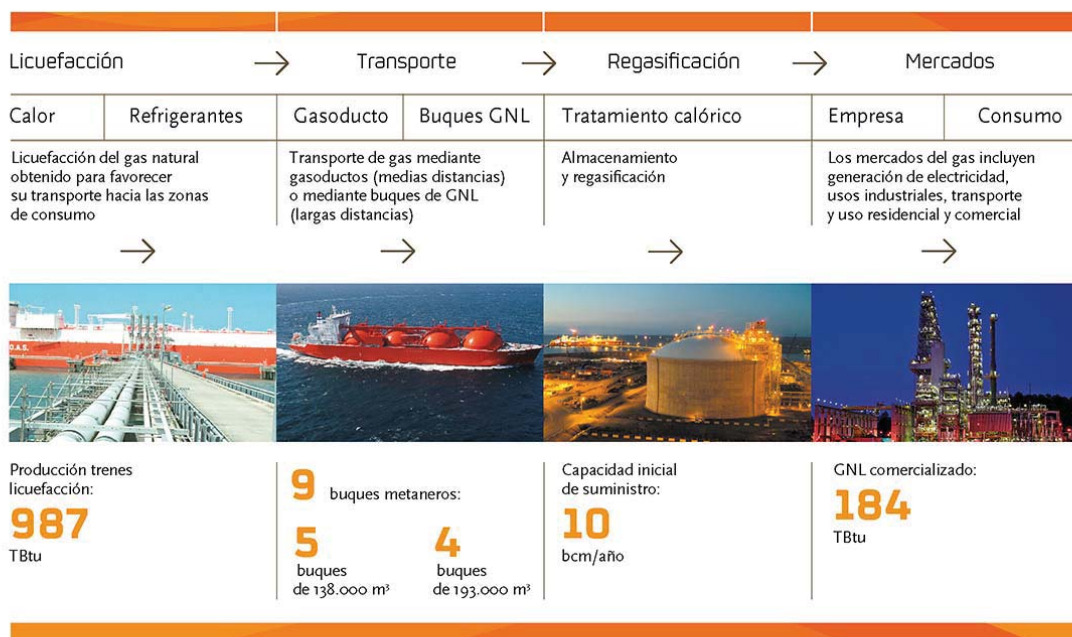 Licuefacción
Transporte
Regasificación
Mercados
Calor
Refrigerantes
Gasoducto
Buques GNL
Tratamiento calórico
Empresa
Consumo
Licuefacción del gas natural
obtenido para favorecer
su transporte hacia las zonas
de consumo
Transporte de gas mediante
gasoductos (medias distancias)
o mediante buques de GNL
(largas distancias)
Almacenamiento
y regasificación
Los mercados del gas incluyen
generación de electricidad,
usos industriales, transporte
y uso residencial y comercial
O.A.S.
Producción trenes
licuefacción:
987
TBtu
9 buques metaneros:
5
buques
de 138.000 m³
4
buques
de 193.000 m³
Capacidad inicial
de suministro:
10
bcm/año
GNL comercializado:
184
TBtu